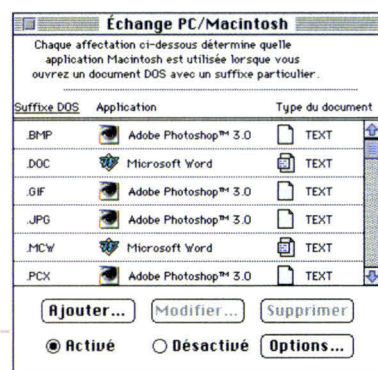 Échange PC/Macintosh
Chaque affectation ci-dessous détermine quelle
application Macintosh est utilisée lorsque vous
ouvrez un document DOS avec un suffixe particulier.
Suffixe DOS Application Type du document
.BMP Adobe Photoshop™ 3.0 TEXT
.DOC Microsoft Word TEXT
.GIF Adobe Photoshop™ 3.0 TEXT
.JPG Adobe Photoshop™ 3.0 TEXT
.MCW Microsoft Word TEXT
.PCX Adobe Photoshop™ 3.0 TEXT
Ajouter... Modifier... Supprimer
Activé Désactivé Options...